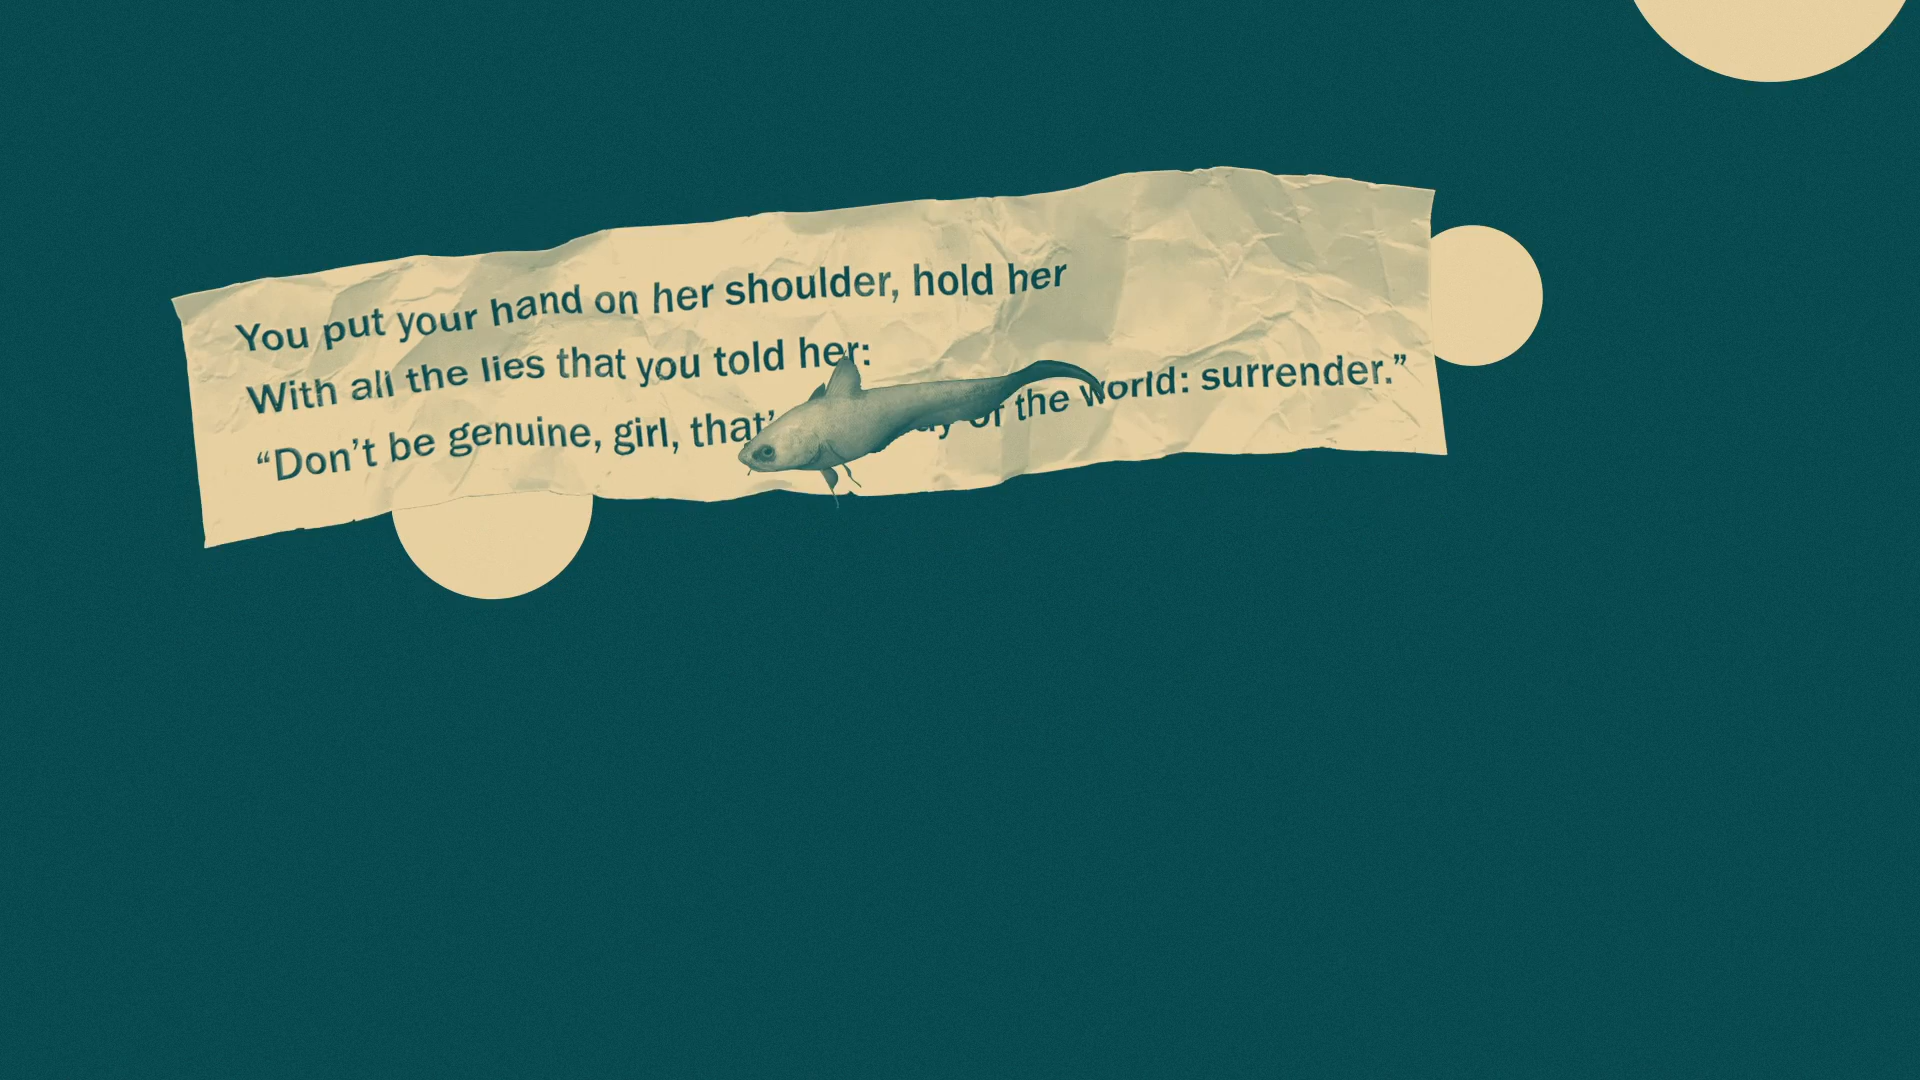 You put your hand on her shoulder, hold her
With all the lies that you told her:
“Don’t be genuine, girl, that’ of the world: surrender.”